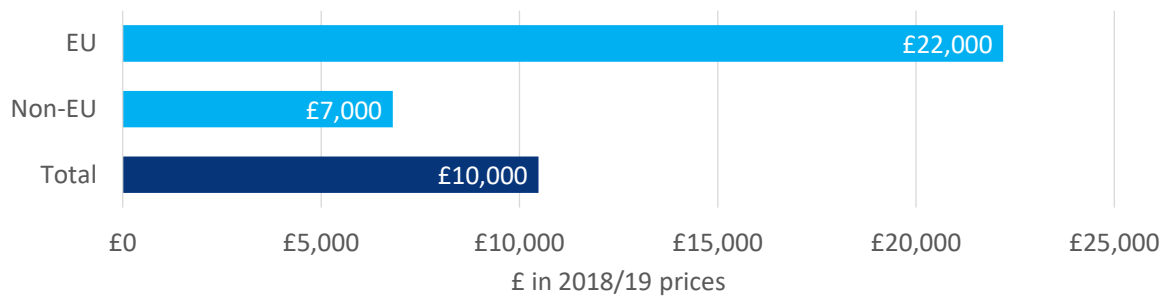 EU £22,000
Non-EU £7,000
Total £10,000
£0 £5,000 £10,000 £15,000 £20,000 £25,000
£ in 2018/19 prices